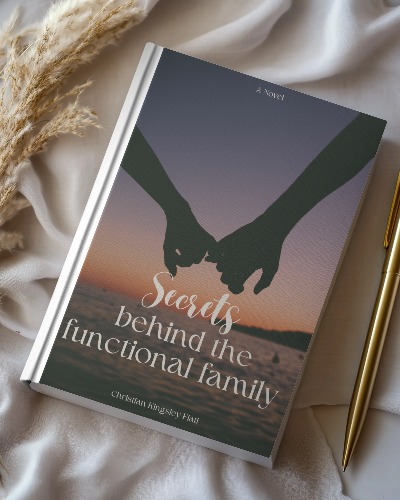 A Novel
Secrets
behind the
functional family
Christian Kingsley